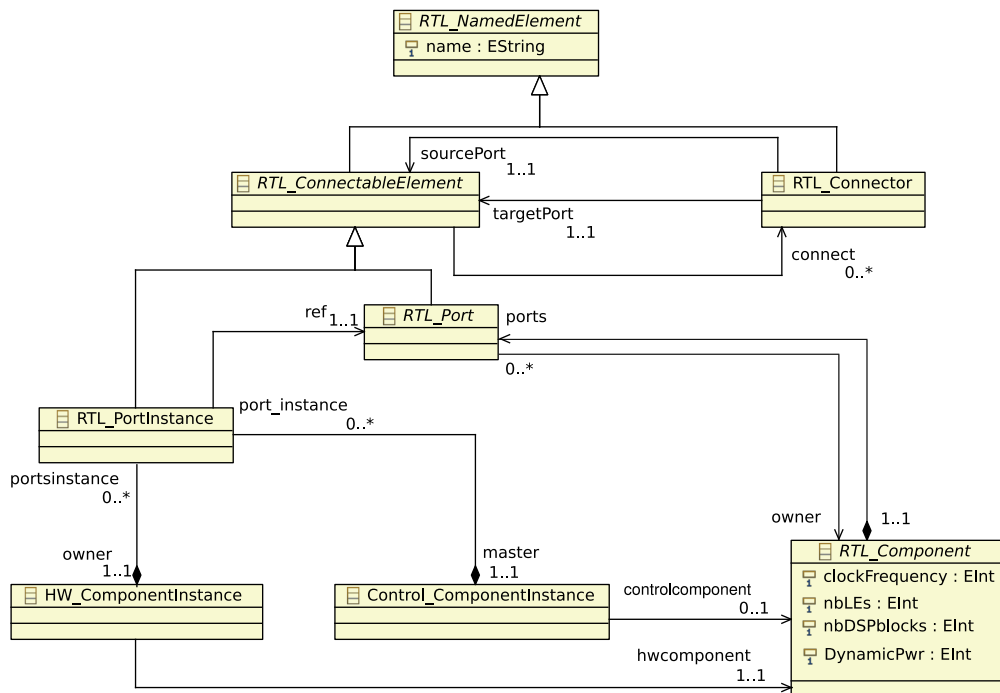 RTL_NamedElement
name : EString
sourcePort
1..1
RTL_ConnectableElement
RTL_Connector
targetPort
1..1
connect
0..*
ref
1..1
RTL_Port
ports
0..*
port_instance
0..*
RTL_PortInstance
portsinstance
0..*
owner
1..1
owner
1..1
master
1..1
RTL_Component
clockFrequency : EInt
nbLEs : EInt
nbDSPblocks : EInt
DynamicPwr : EInt
HW_ComponentInstance
Control_ComponentInstance
controlcomponent
0..1
hwcomponent
1..1